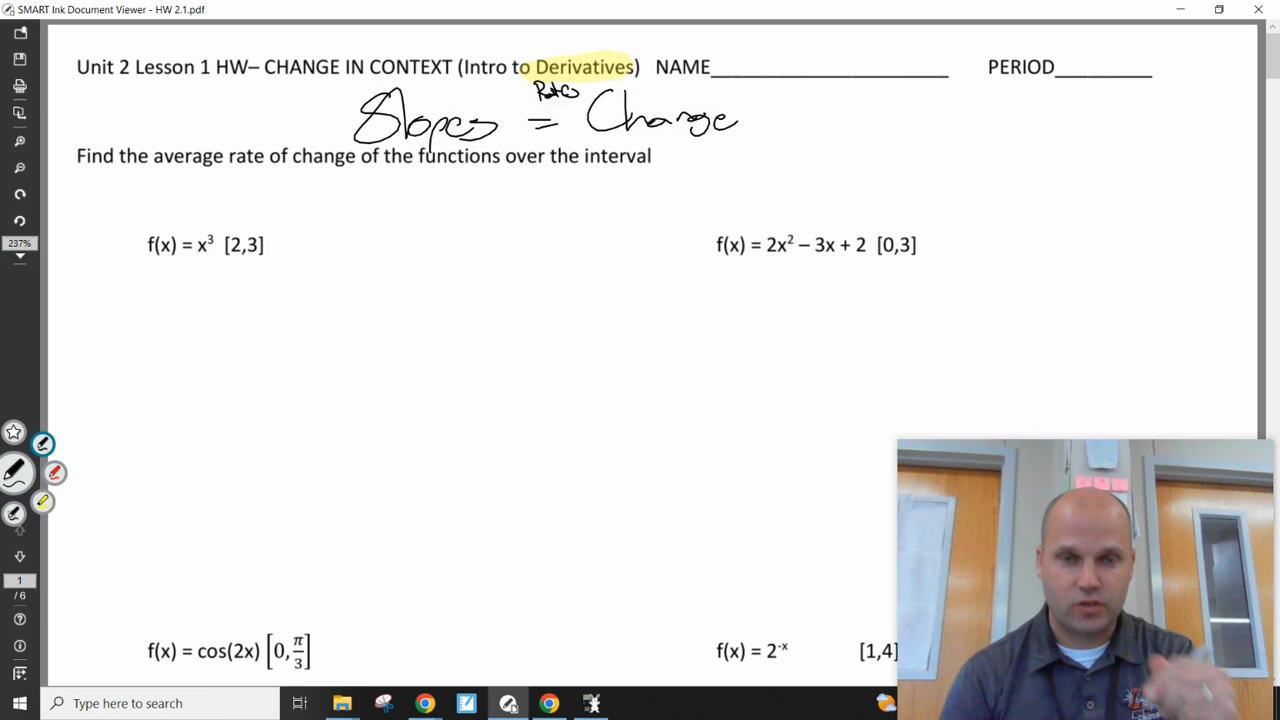 SMART Ink Document Viewer - HW 2.1.pdf
Unit 2 Lesson 1 HW– CHANGE IN CONTEXT (Intro to Derivatives) NAME______________________ PERIOD_________
Rate
Slopes = Change
Find the average rate of change of the functions over the interval
f(x) = x³ [2,3]
f(x) = 2x² – 3x + 2 [0,3]
237%
1
/ 6
f(x) = cos(2x) [0, π/3]
f(x) = 2⁻ˣ [1,4]
Type here to search